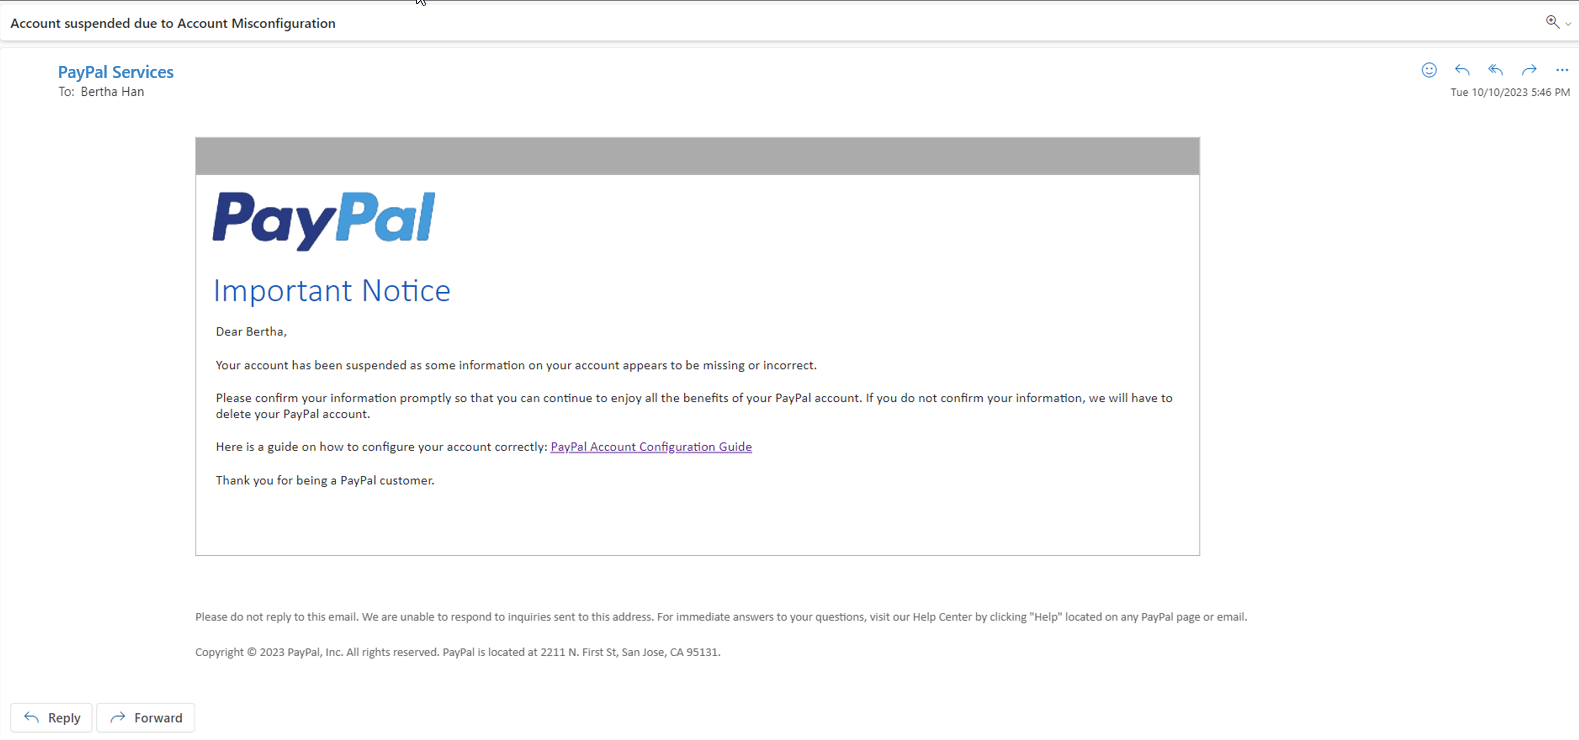 Account suspended due to Account Misconfiguration
PayPal Services
To: Bertha Han
Tue 10/10/2023 5:46 PM
PayPal
Important Notice
Dear Bertha,
Your account has been suspended as some information on your account appears to be missing or incorrect.
Please confirm your information promptly so that you can continue to enjoy all the benefits of your PayPal account. If you do not confirm your information, we will have to
delete your PayPal account.
Here is a guide on how to configure your account correctly: PayPal Account Configuration Guide
Thank you for being a PayPal customer.
Please do not reply to this email. We are unable to respond to inquiries sent to this address. For immediate answers to your questions, visit our Help Center by clicking "Help" located on any PayPal page or email.
Copyright © 2023 PayPal, Inc. All rights reserved. PayPal is located at 2211 N. First St, San Jose, CA 95131.
Reply Forward